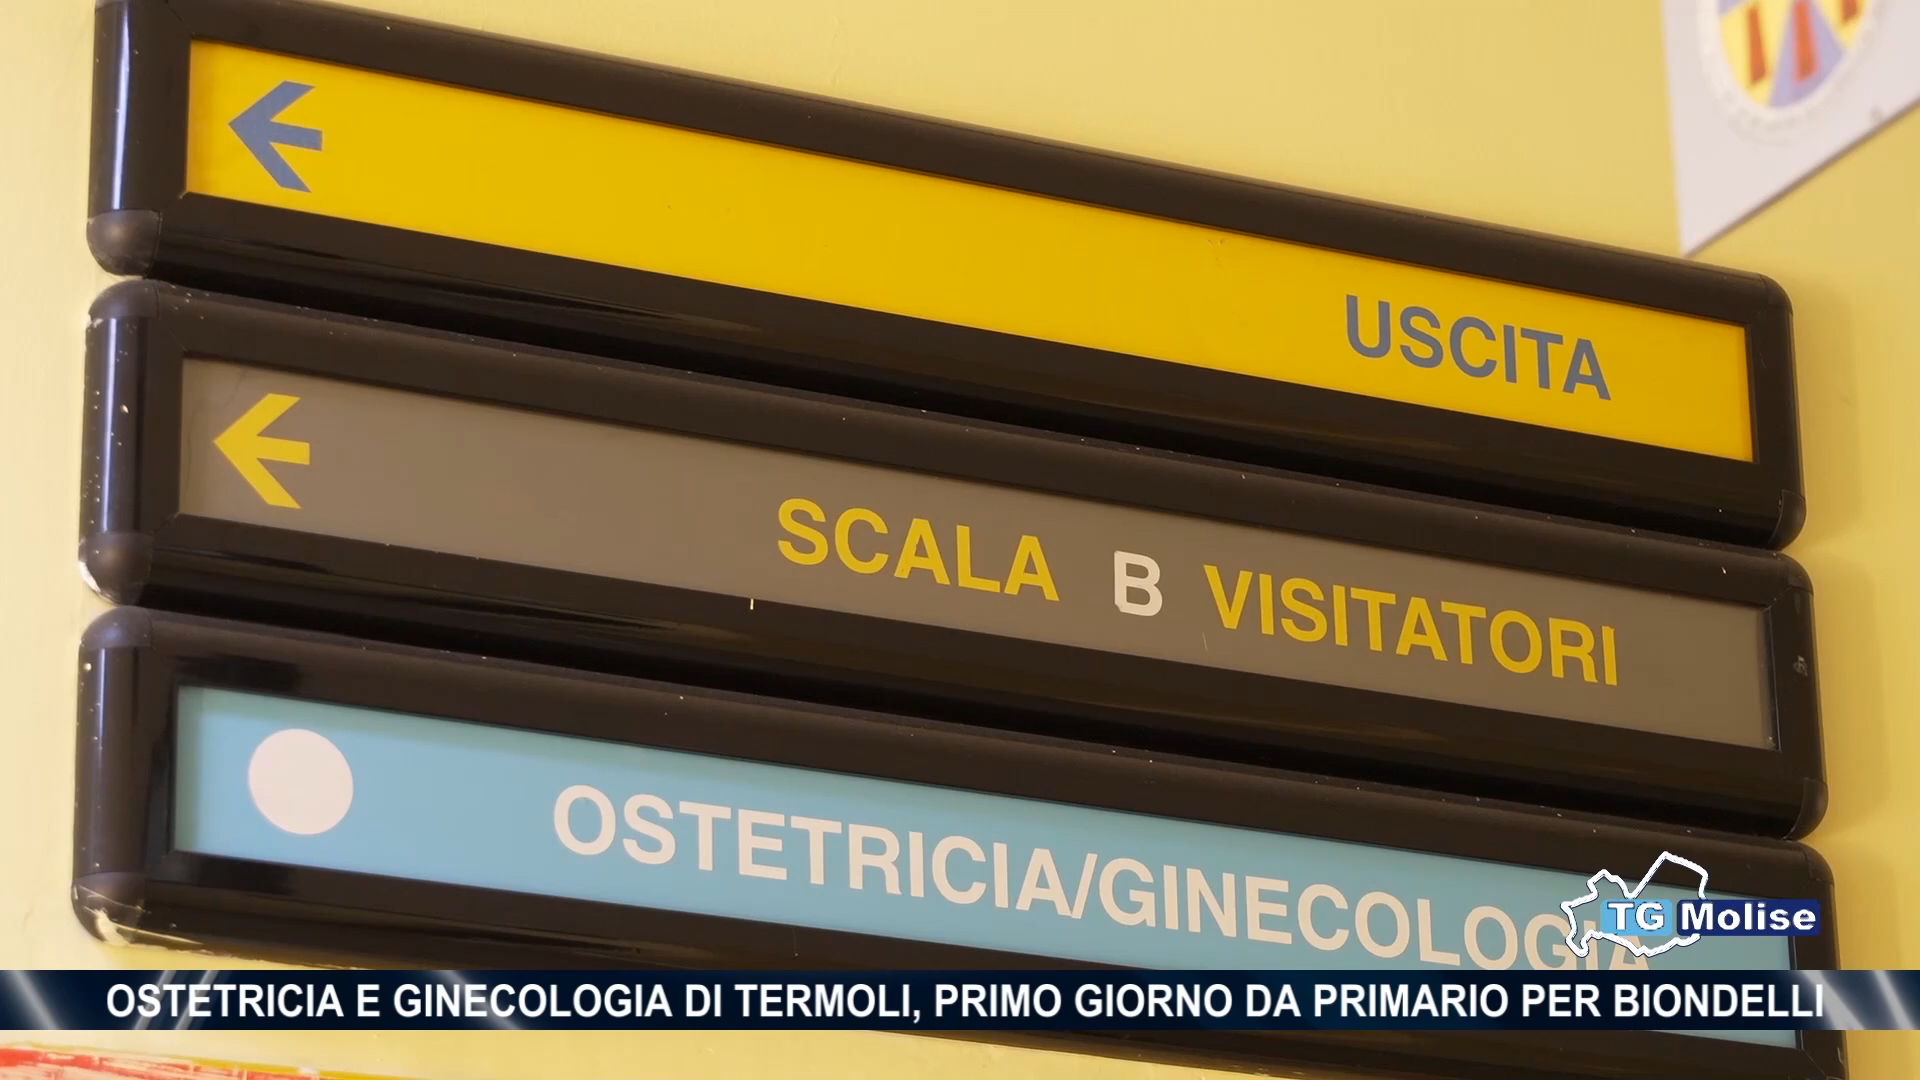 USCITA
SCALA B VISITATORI
OSTETRICIA/GINECOLOGIA
TG Molise
OSTETRICIA E GINECOLOGIA DI TERMOLI, PRIMO GIORNO DA PRIMARIO PER BIONDELLI